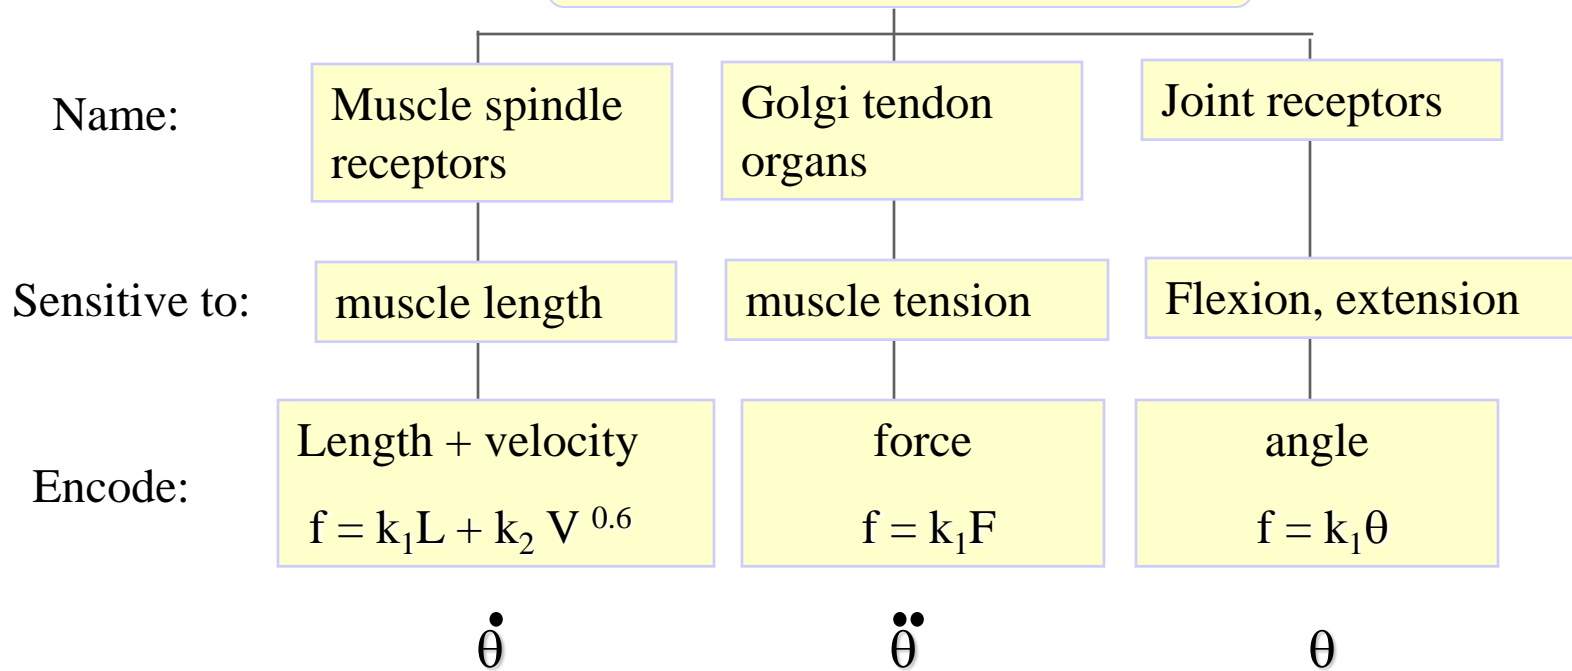 Name:
Muscle spindle
receptors
Golgi tendon
organs
Joint receptors
Sensitive to:
muscle length
muscle tension
Flexion, extension
Encode:
Length + velocity
f = k₁L + k₂ V ⁰·⁶
force
f = k₁F
angle
f = k₁θ
θ̇
θ̈
θ